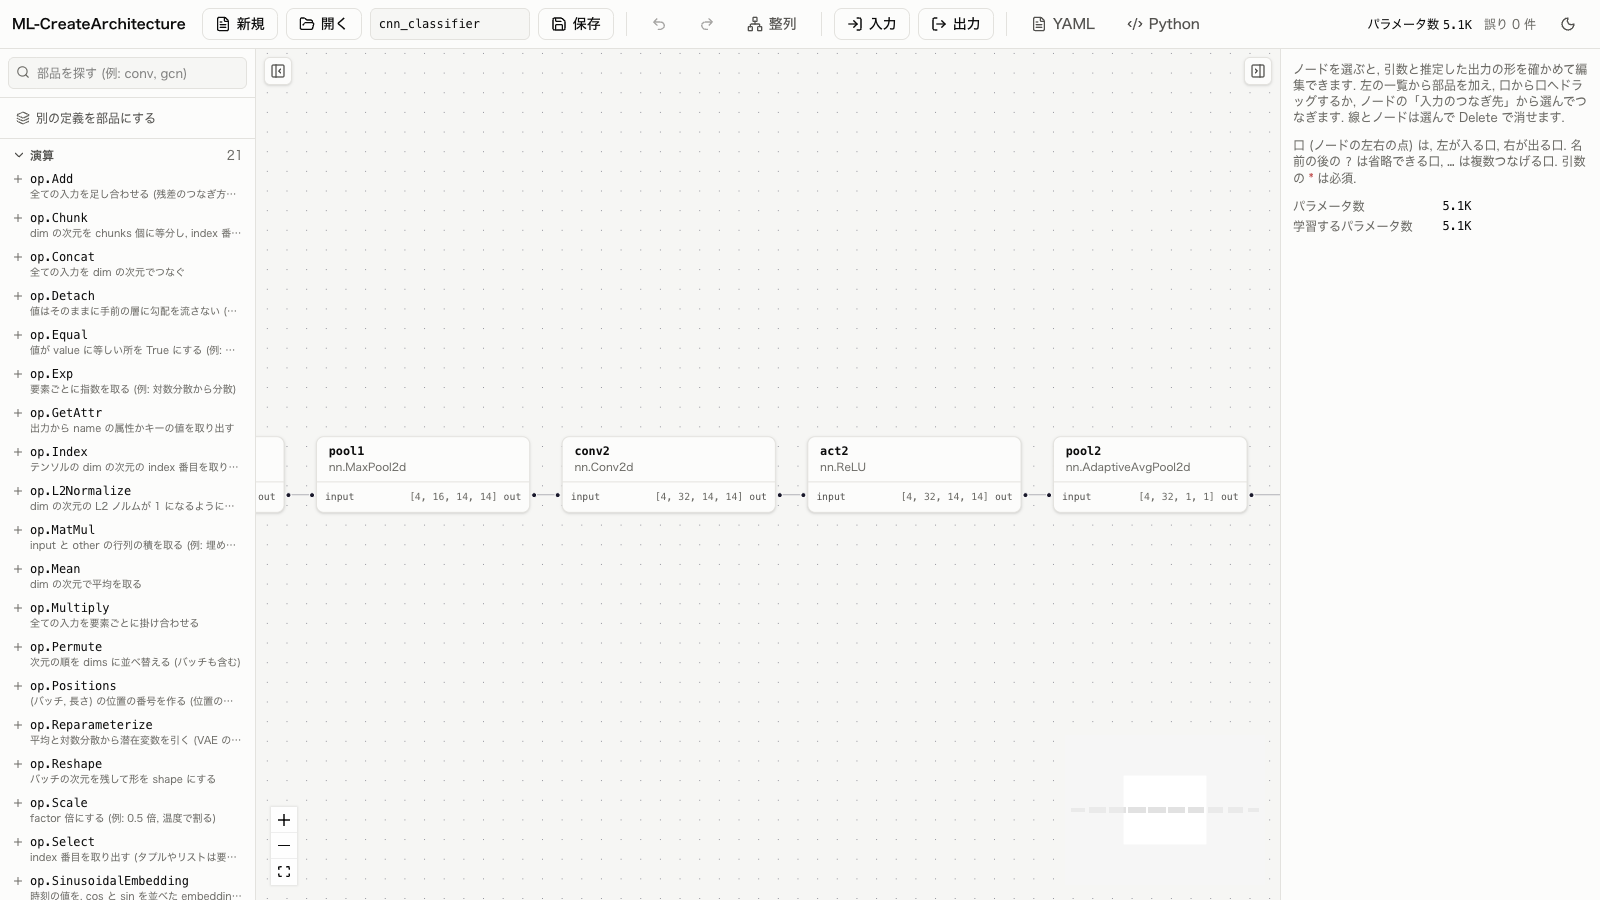 ML-CreateArchitecture
新規
開く
cnn_classifier
保存
整列
入力
出力
YAML
Python
パラメータ数 5.1K
誤り 0 件
部品を探す (例: conv, gcn)
別の定義を部品にする
演算 21
op.Add
全ての入力を足し合わせる (残差のつなぎ方…
op.Chunk
dim の次元を chunks 個に等分し, index 番…
op.Concat
全ての入力を dim の次元でつなぐ
op.Detach
値はそのままに手前の層に勾配を流さない (…
op.Equal
値が value に等しい所を True にする (例: …
op.Exp
要素ごとに指数を取る (例: 対数分散から分散)
op.GetAttr
出力から name の属性かキーの値を取り出す
op.Index
テンソルの dim の次元の index 番目を取り…
op.L2Normalize
dim の次元の L2 ノルムが 1 になるように…
op.MatMul
input と other の行列の積を取る (例: 埋め…
op.Mean
dim の次元で平均を取る
op.Multiply
全ての入力を要素ごとに掛け合わせる
op.Permute
次元の順を dims に並べ替える (バッチも含む)
op.Positions
(バッチ, 長さ) の位置の番号を作る (位置の…
op.Reparameterize
平均と対数分散から潜在変数を引く (VAE の…
op.Reshape
バッチの次元を残して形を shape にする
op.Scale
factor 倍にする (例: 0.5 倍, 温度で割る)
op.Select
index 番目を取り出す (タプルやリストは要…
op.SinusoidalEmbedding
時刻の値を, cos と sin を並べた embeddin…
out
pool1
nn.MaxPool2d
input [4, 16, 14, 14] out
conv2
nn.Conv2d
input [4, 32, 14, 14] out
act2
nn.ReLU
input [4, 32, 14, 14] out
pool2
nn.AdaptiveAvgPool2d
input [4, 32, 1, 1] out
ノードを選ぶと, 引数と推定した出力の形を確かめて編
集できます. 左の一覧から部品を加え, 口から口へドラ
ッグするか, ノードの「入力のつなぎ先」から選んでつ
なぎます. 線とノードは選んで Delete で消せます.
口 (ノードの左右の点) は, 左が入る口, 右が出る口. 名
前の後の ? は省略できる口, … は複数つなげる口. 引数
の * は必須.
パラメータ数 5.1K
学習するパラメータ数 5.1K